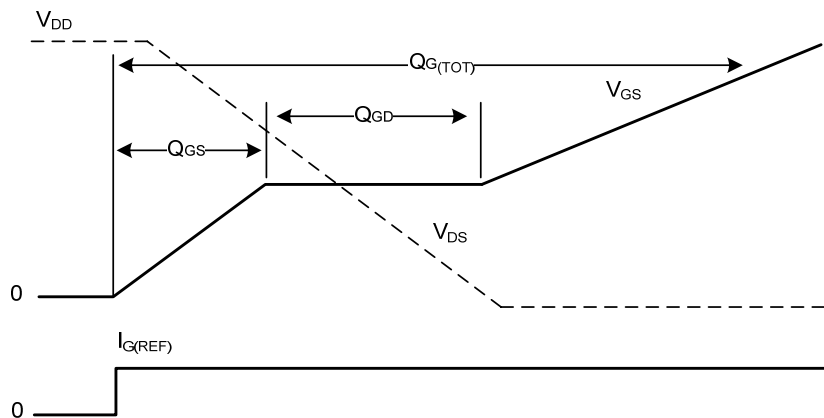 VDD
QG(TOT)
VGS
QGD
QGS
VDS
0
IG(REF)
0